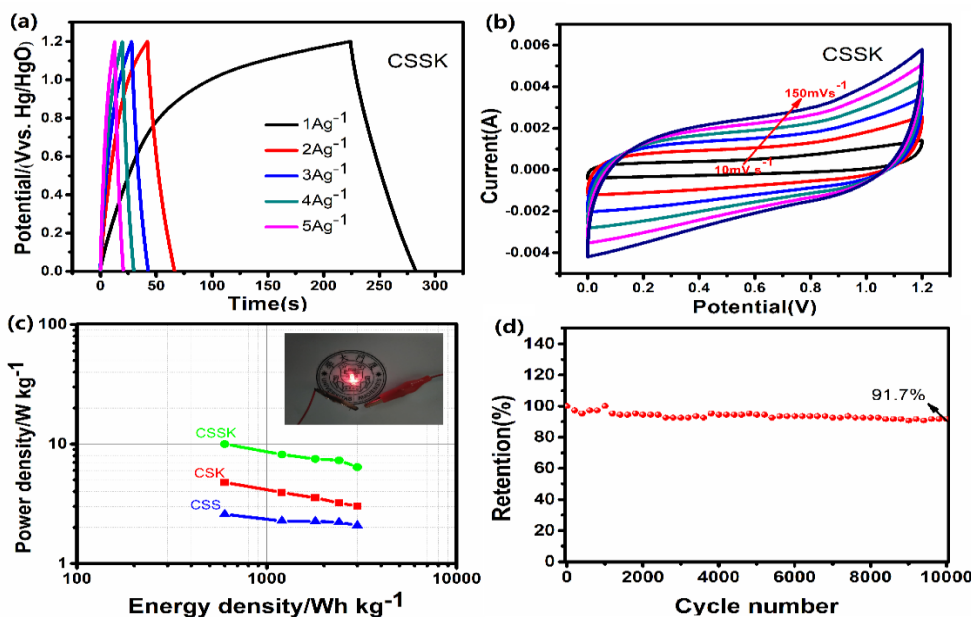 (a)
Potential/(Vvs. Hg/HgO)
1.2
1.0
0.8
0.6
0.4
0.2
0.0
CSSK
1Ag⁻¹
2Ag⁻¹
3Ag⁻¹
4Ag⁻¹
5Ag⁻¹
0 50 100 150 200 250 300
Time(s)
(b)
Current(A)
0.006
0.004
0.002
0.000
-0.002
-0.004
CSSK
150mVs⁻¹
10mV s⁻¹
0.0 0.2 0.4 0.6 0.8 1.0 1.2
Potential(V)
(c)
Power density/W kg⁻¹
100
10
1
CSSK
CSK
CSS
100 1000 10000
Energy density/Wh kg⁻¹
(d)
Retention(%)
140
120
100
80
60
40
20
0
91.7%
0 2000 4000 6000 8000 10000
Cycle number